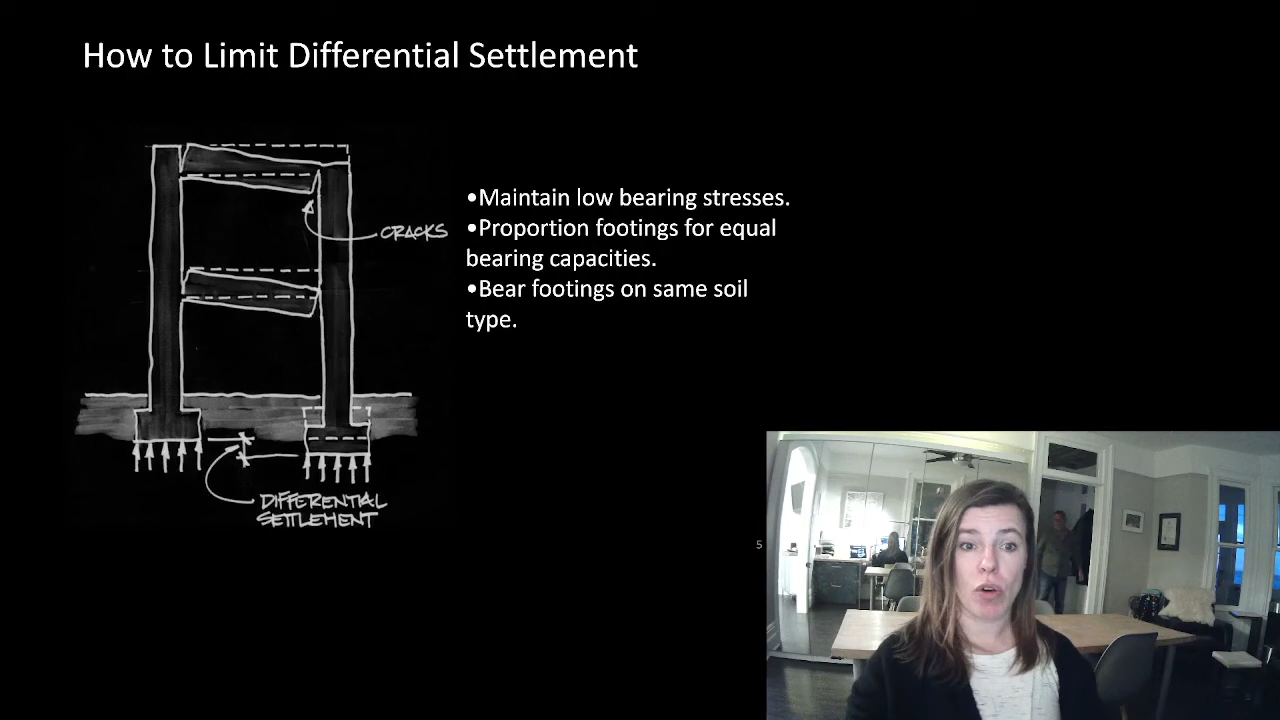 How to Limit Differential Settlement
•Maintain low bearing stresses.
•Proportion footings for equal
bearing capacities.
•Bear footings on same soil
type.
CRACKS
DIFFERENTIAL
SETTLEMENT
5